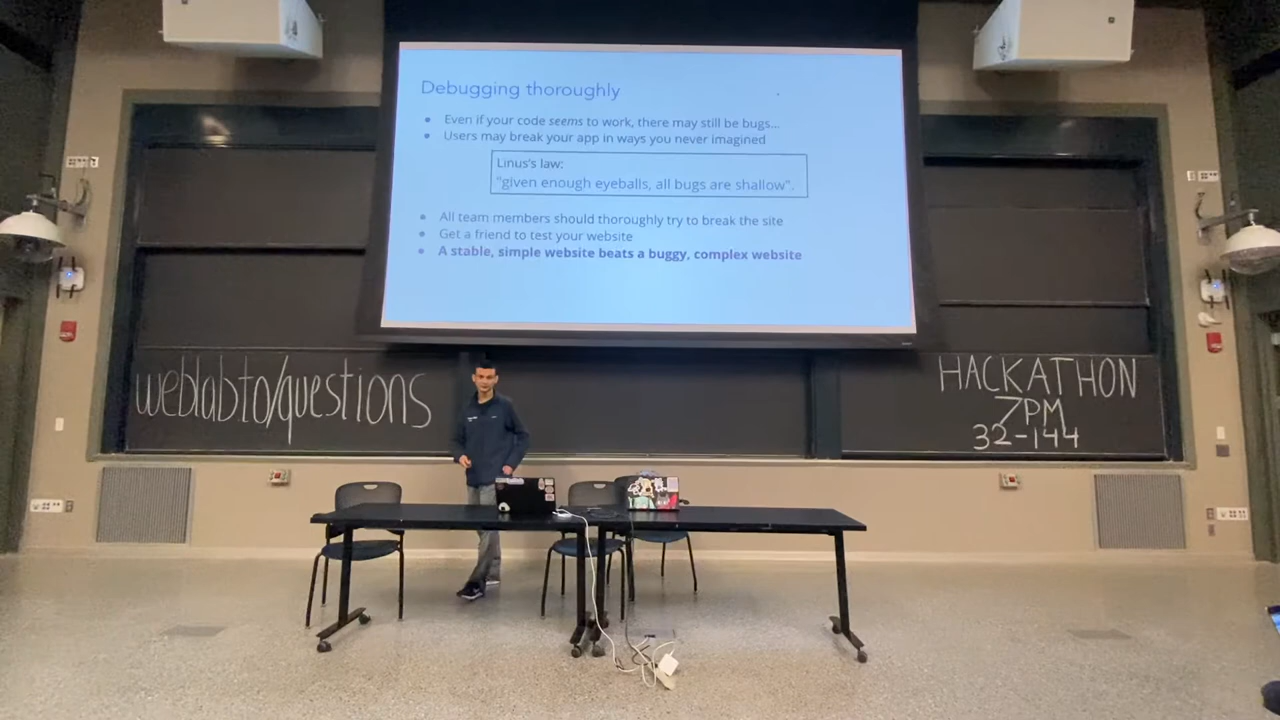 Debugging thoroughly
• Even if your code seems to work, there may still be bugs...
• Users may break your app in ways you never imagined
Linus's law:
"given enough eyeballs, all bugs are shallow".
• All team members should thoroughly try to break the site
• Get a friend to test your website
• A stable, simple website beats a buggy, complex website
weblab.to/questions
HACKATHON
7PM
32-144